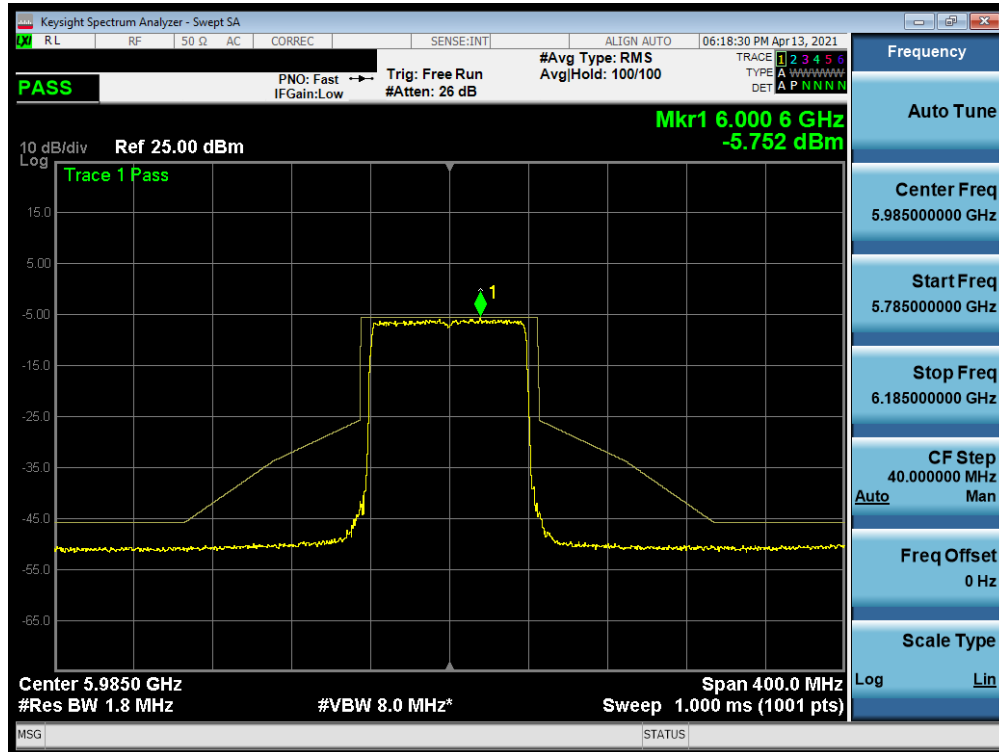 Keysight Spectrum Analyzer - Swept SA
LXI RL RF 50 Ω AC CORREC SENSE:INT ALIGN AUTO 06:18:30 PM Apr 13, 2021
PASS
PNO: Fast
IFGain:Low
Trig: Free Run
#Atten: 26 dB
#Avg Type: RMS
Avg|Hold: 100/100
TRACE 1 2 3 4 5 6
TYPE A WWWWW
DET A P N N N N
Mkr1 6.000 6 GHz
-5.752 dBm
10 dB/div Ref 25.00 dBm
Log
Trace 1 Pass
15.0
5.00
1
-5.00
-15.0
-25.0
-35.0
-45.0
-55.0
-65.0
Center 5.9850 GHz Span 400.0 MHz
#Res BW 1.8 MHz #VBW 8.0 MHz* Sweep 1.000 ms (1001 pts)
MSG STATUS
Frequency
Auto Tune
Center Freq
5.985000000 GHz
Start Freq
5.785000000 GHz
Stop Freq
6.185000000 GHz
CF Step
40.000000 MHz
Auto Man
Freq Offset
0 Hz
Scale Type
Log Lin